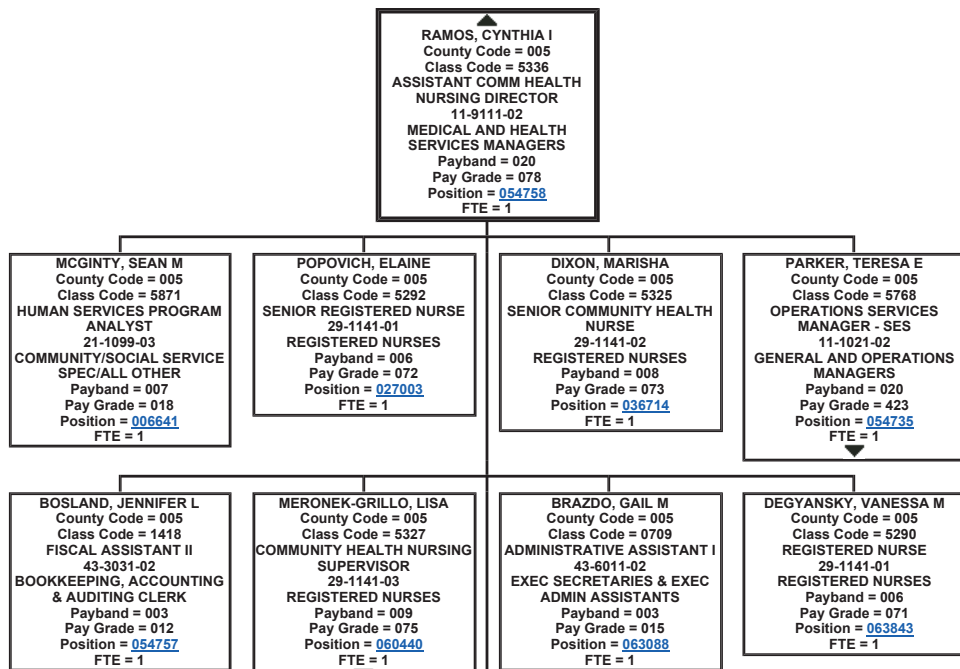 RAMOS, CYNTHIA I
County Code = 005
Class Code = 5336
ASSISTANT COMM HEALTH
NURSING DIRECTOR
11-9111-02
MEDICAL AND HEALTH
SERVICES MANAGERS
Payband = 020
Pay Grade = 078
Position = 054758
FTE = 1
MCGINTY, SEAN M
County Code = 005
Class Code = 5871
HUMAN SERVICES PROGRAM
ANALYST
21-1099-03
COMMUNITY/SOCIAL SERVICE
SPEC/ALL OTHER
Payband = 007
Pay Grade = 018
Position = 006641
FTE = 1
POPOVICH, ELAINE
County Code = 005
Class Code = 5292
SENIOR REGISTERED NURSE
29-1141-01
REGISTERED NURSES
Payband = 006
Pay Grade = 072
Position = 027003
FTE = 1
DIXON, MARISHA
County Code = 005
Class Code = 5325
SENIOR COMMUNITY HEALTH
NURSE
29-1141-02
REGISTERED NURSES
Payband = 008
Pay Grade = 073
Position = 036714
FTE = 1
PARKER, TERESA E
County Code = 005
Class Code = 5768
OPERATIONS SERVICES
MANAGER - SES
11-1021-02
GENERAL AND OPERATIONS
MANAGERS
Payband = 020
Pay Grade = 423
Position = 054735
FTE = 1
BOSLAND, JENNIFER L
County Code = 005
Class Code = 1418
FISCAL ASSISTANT II
43-3031-02
BOOKKEEPING, ACCOUNTING
& AUDITING CLERK
Payband = 003
Pay Grade = 012
Position = 054757
FTE = 1
MERONEK-GRILLO, LISA
County Code = 005
Class Code = 5327
COMMUNITY HEALTH NURSING
SUPERVISOR
29-1141-03
REGISTERED NURSES
Payband = 009
Pay Grade = 075
Position = 060440
FTE = 1
BRAZDO, GAIL M
County Code = 005
Class Code = 0709
ADMINISTRATIVE ASSISTANT I
43-6011-02
EXEC SECRETARIES & EXEC
ADMIN ASSISTANTS
Payband = 003
Pay Grade = 015
Position = 063088
FTE = 1
DEGYANSKY, VANESSA M
County Code = 005
Class Code = 5290
REGISTERED NURSE
29-1141-01
REGISTERED NURSES
Payband = 006
Pay Grade = 071
Position = 063843
FTE = 1